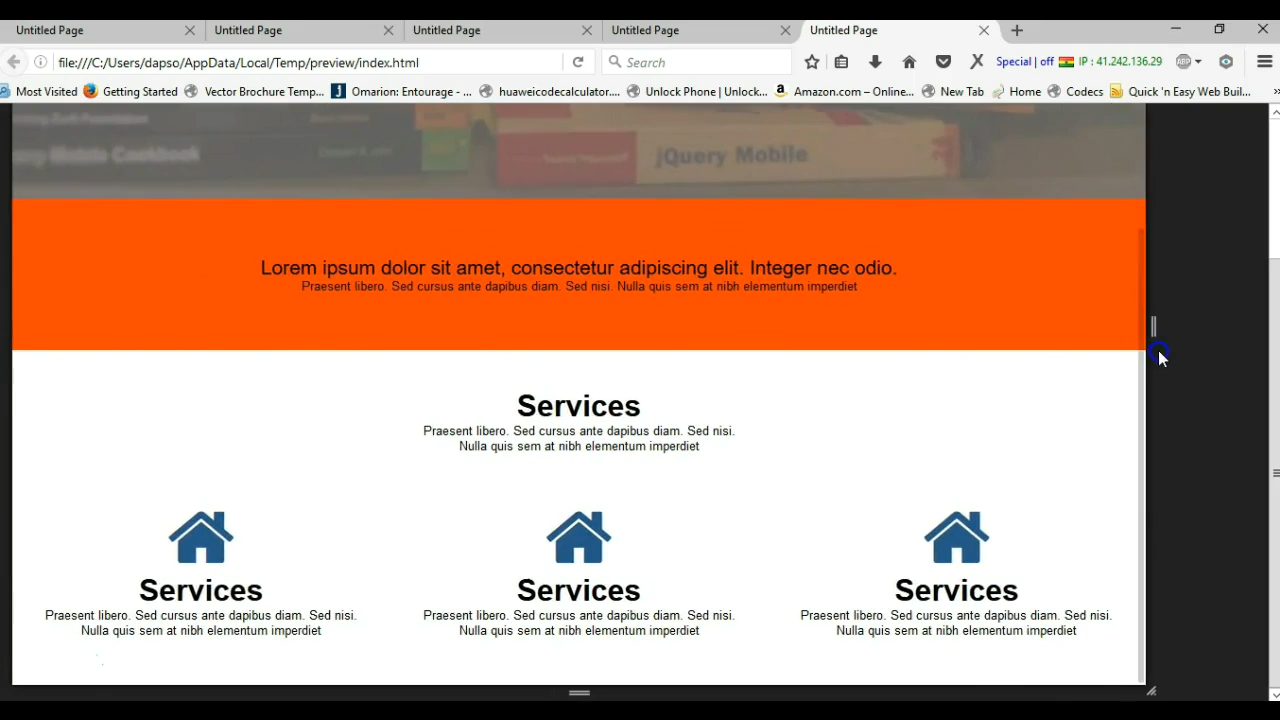 Untitled Page
Untitled Page
Untitled Page
Untitled Page
Untitled Page
file:///C:/Users/dapso/AppData/Local/Temp/preview/index.html
Search
Special | off IP : 41.242.136.29
ABP
Most Visited
Getting Started
Vector Brochure Temp...
Omarion: Entourage - ...
huaweicodecalculator....
Unlock Phone | Unlock...
Amazon.com – Online...
New Tab
Home
Codecs
Quick 'n Easy Web Buil...
Mobile Cookbook
jQuery Mobile
Lorem ipsum dolor sit amet, consectetur adipiscing elit. Integer nec odio.
Praesent libero. Sed cursus ante dapibus diam. Sed nisi. Nulla quis sem at nibh elementum imperdiet
Services
Praesent libero. Sed cursus ante dapibus diam. Sed nisi.
Nulla quis sem at nibh elementum imperdiet
Services
Praesent libero. Sed cursus ante dapibus diam. Sed nisi.
Nulla quis sem at nibh elementum imperdiet
Services
Praesent libero. Sed cursus ante dapibus diam. Sed nisi.
Nulla quis sem at nibh elementum imperdiet
Services
Praesent libero. Sed cursus ante dapibus diam. Sed nisi.
Nulla quis sem at nibh elementum imperdiet